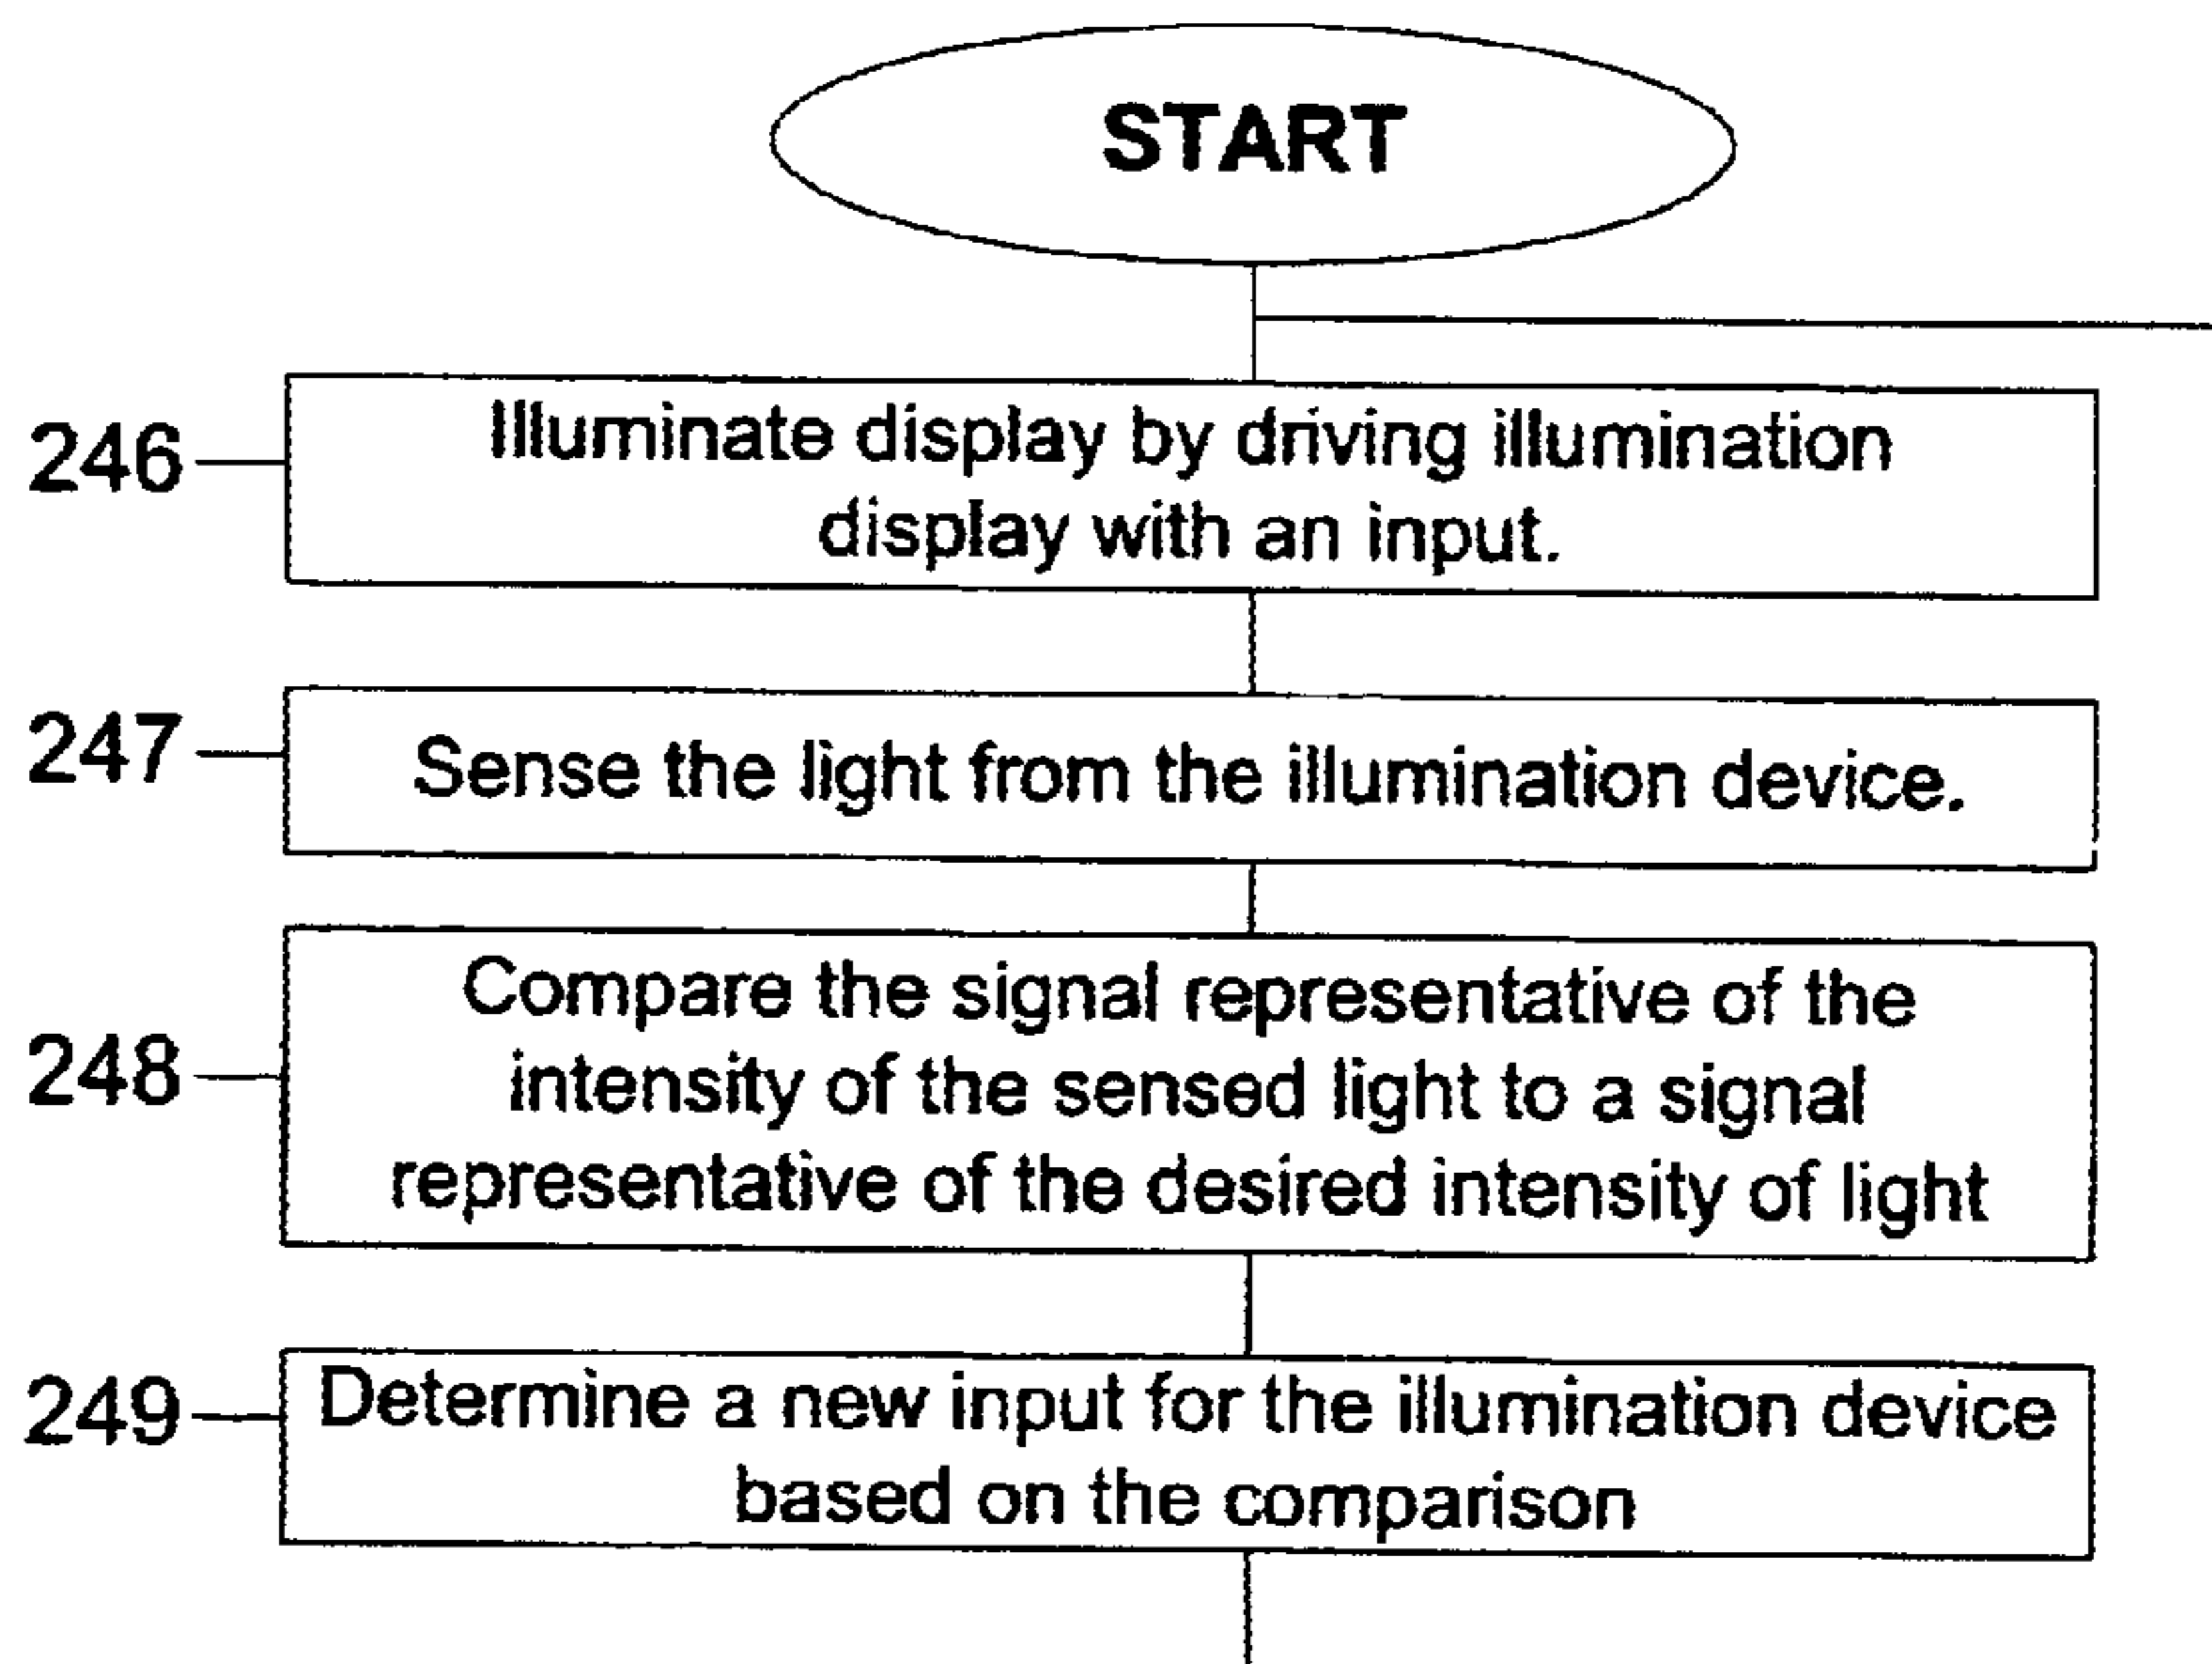 START
246
Illuminate display by driving illumination
display with an input.
247
Sense the light from the illumination device.
248
Compare the signal representative of the
intensity of the sensed light to a signal
representative of the desired intensity of light
249
Determine a new input for the illumination device
based on the comparison